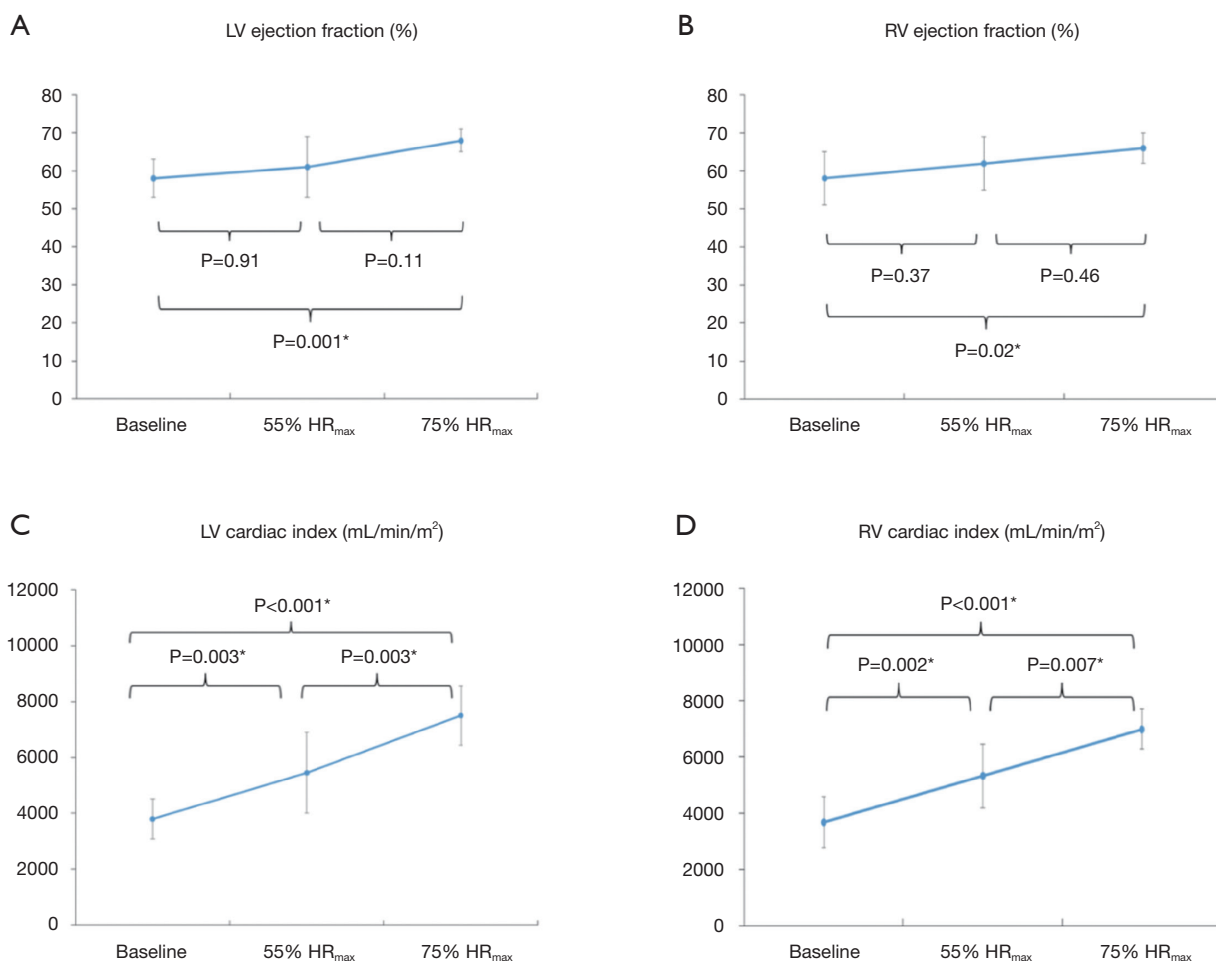 A
LV ejection fraction (%)
80
70
60
50
40
30
20
10
0
P=0.91
P=0.11
P=0.001*
Baseline
55% HRmax
75% HRmax
B
RV ejection fraction (%)
80
70
60
50
40
30
20
10
0
P=0.37
P=0.46
P=0.02*
Baseline
55% HRmax
75% HRmax
C
LV cardiac index (mL/min/m²)
12000
10000
8000
6000
4000
2000
0
P<0.001*
P=0.003*
P=0.003*
Baseline
55% HRmax
75% HRmax
D
RV cardiac index (mL/min/m²)
12000
10000
8000
6000
4000
2000
0
P<0.001*
P=0.002*
P=0.007*
Baseline
55% HRmax
75% HRmax